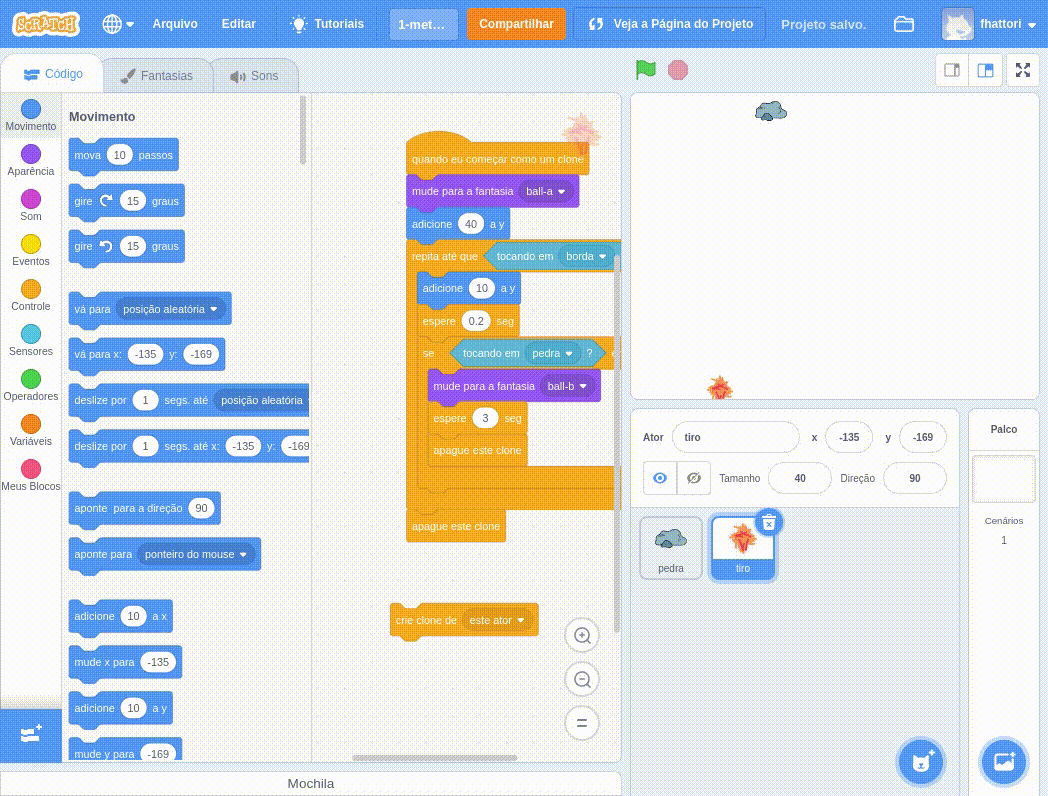 SCRATCH
Arquivo
Editar
Tutoriais
1-met...
Compartilhar
Veja a Página do Projeto
Projeto salvo.
fhattori
Código
Fantasias
Sons
Movimento
Aparência
Som
Eventos
Controle
Sensores
Operadores
Variáveis
Meus Blocos
Movimento
mova 10 passos
gire 15 graus
gire 15 graus
vá para posição aleatória
vá para x: -135 y: -169
deslize por 1 segs. até posição aleatória
deslize por 1 segs. até x: -135 y: -169
aponte para a direção 90
aponte para ponteiro do mouse
adicione 10 a x
mude x para -135
adicione 10 a y
mude y para -169
quando eu começar como um clone
mude para a fantasia ball-a
adicione 40 a y
repita até que tocando em borda
adicione 10 a y
espere 0.2 seg
se tocando em pedra ?
mude para a fantasia ball-b
espere 3 seg
apague este clone
apague este clone
crie clone de este ator
Ator tiro x -135 y -169
Tamanho 40 Direção 90
pedra
tiro
Palco
Cenários
1
Mochila